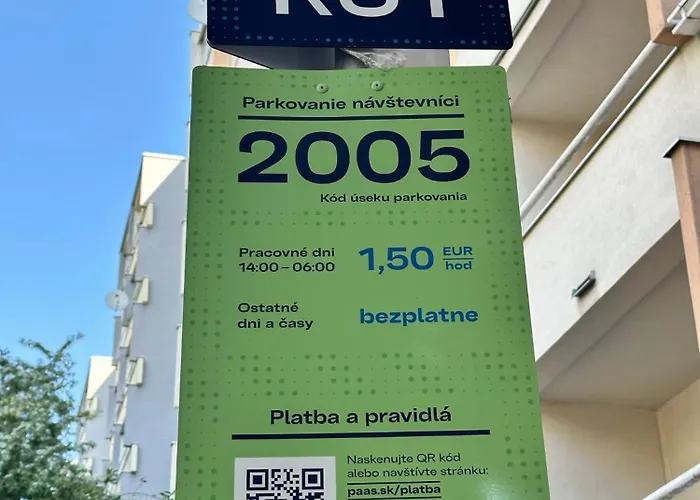 Parkovanie návštevníci
2005
Kód úseku parkovania
Pracovné dni
14:00 – 06:00
1,50 EUR
hod
Ostatné
dni a časy
bezplatne
Platba a pravidlá
Naskenujte QR kód
alebo navštívte stránku:
paas.sk/platba